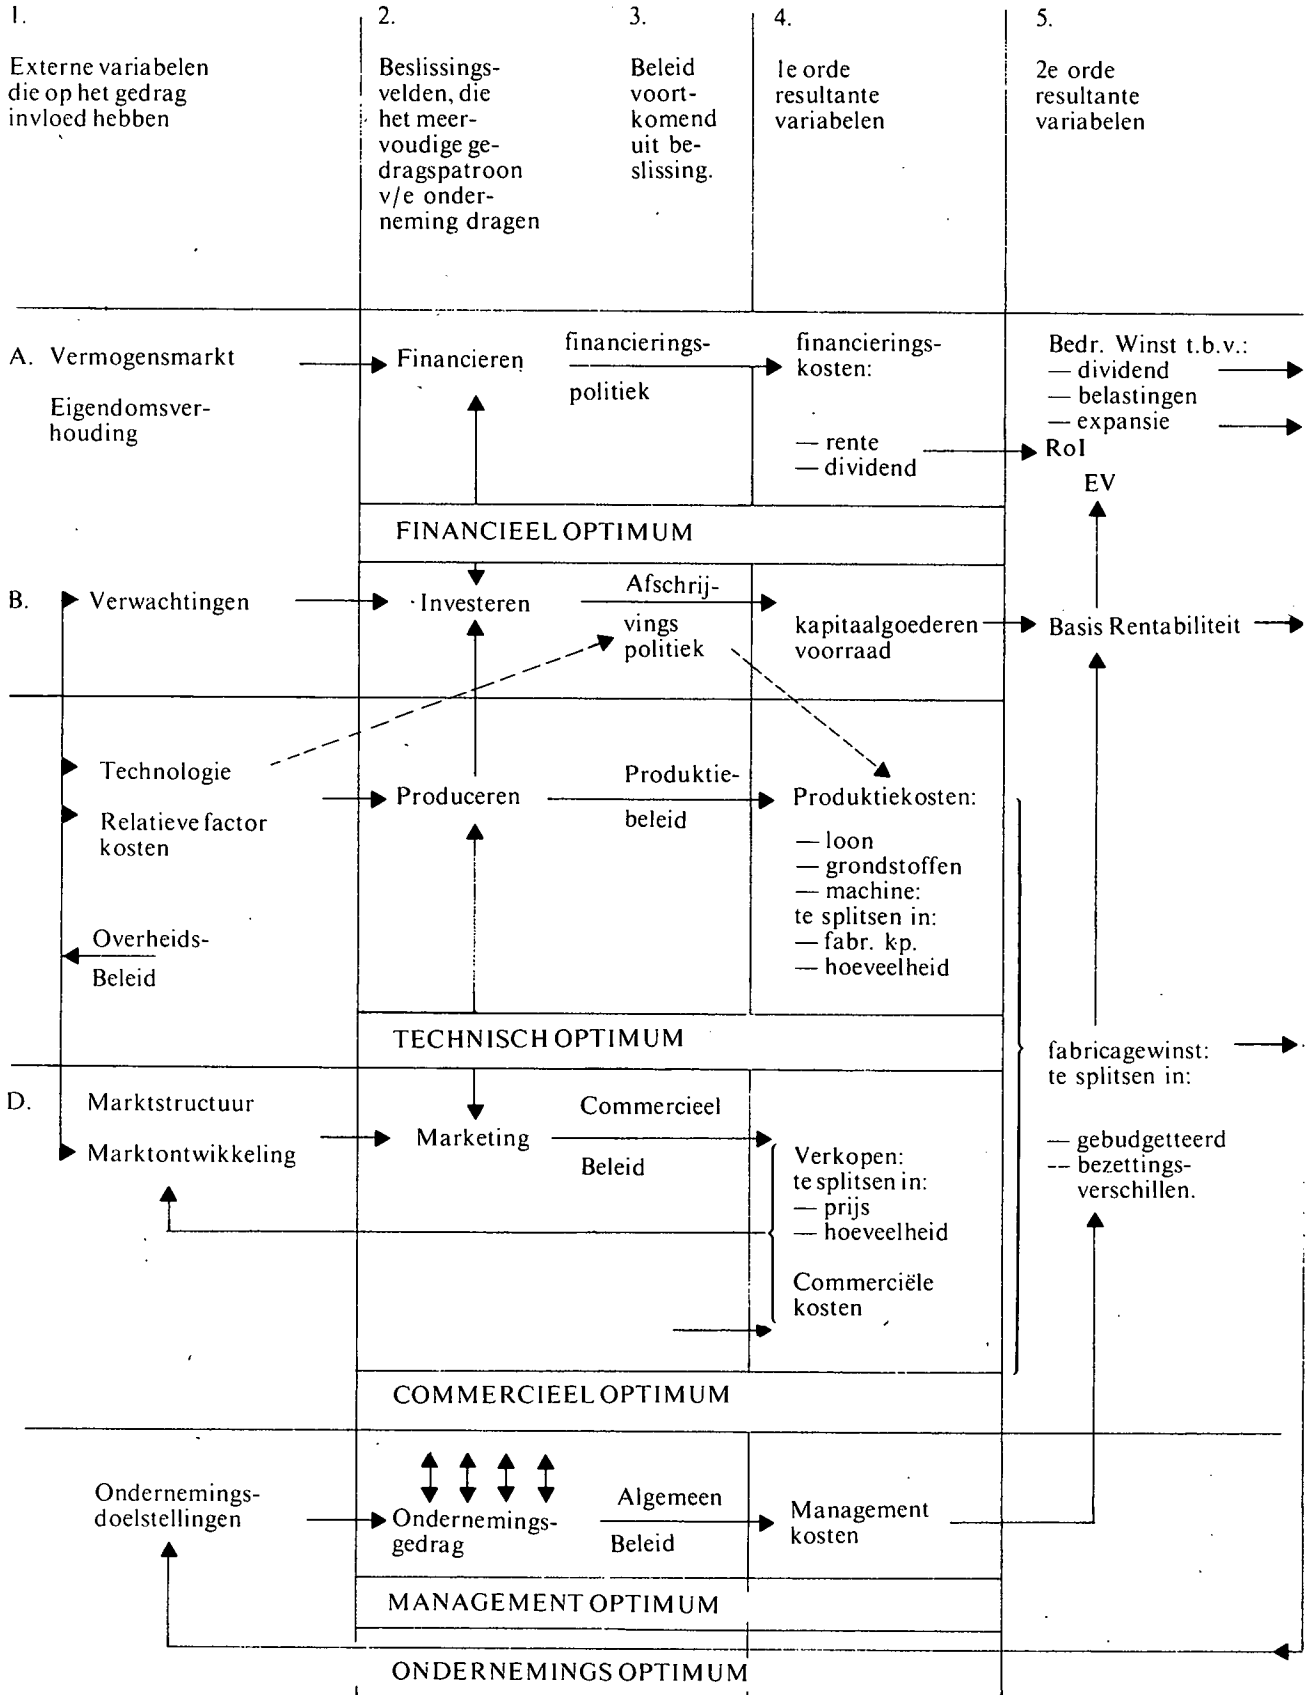 1.
Externe variabelen
die op het gedrag
invloed hebben
2.
Beslissings-
velden, die
het meer-
voudige ge-
dragspatroon
v/e onder-
neming dragen
3.
Beleid
voort-
komend
uit be-
slissing.
4.
1e orde
resultante
variabelen
5.
2e orde
resultante
variabelen
A. Vermogensmarkt
Eigendomsver-
houding
Financieren
financierings-
politiek
financierings-
kosten:
— rente
— dividend
Bedr. Winst t.b.v.:
— dividend
— belastingen
— expansie
RoI
EV
FINANCIEEL OPTIMUM
B. Verwachtingen
Investeren
Afschrij-
vings
politiek
kapitaalgoederen
voorraad
Basis Rentabiliteit
Technologie
Relatieve factor
kosten
Overheids-
Beleid
Produceren
Produktie-
beleid
Produktiekosten:
— loon
— grondstoffen
— machine:
te splitsen in:
— fabr. kp.
— hoeveelheid
TECHNISCH OPTIMUM
fabricagewinst:
te splitsen in:
— gebudgetteerd
-- bezettings-
verschillen.
D. Marktstructuur
Marktontwikkeling
Marketing
Commercieel
Beleid
Verkopen:
te splitsen in:
— prijs
— hoeveelheid
Commerciële
kosten
COMMERCIEEL OPTIMUM
Ondernemings-
doelstellingen
Ondernemings-
gedrag
Algemeen
Beleid
Management
kosten
MANAGEMENT OPTIMUM
ONDERNEMINGS OPTIMUM